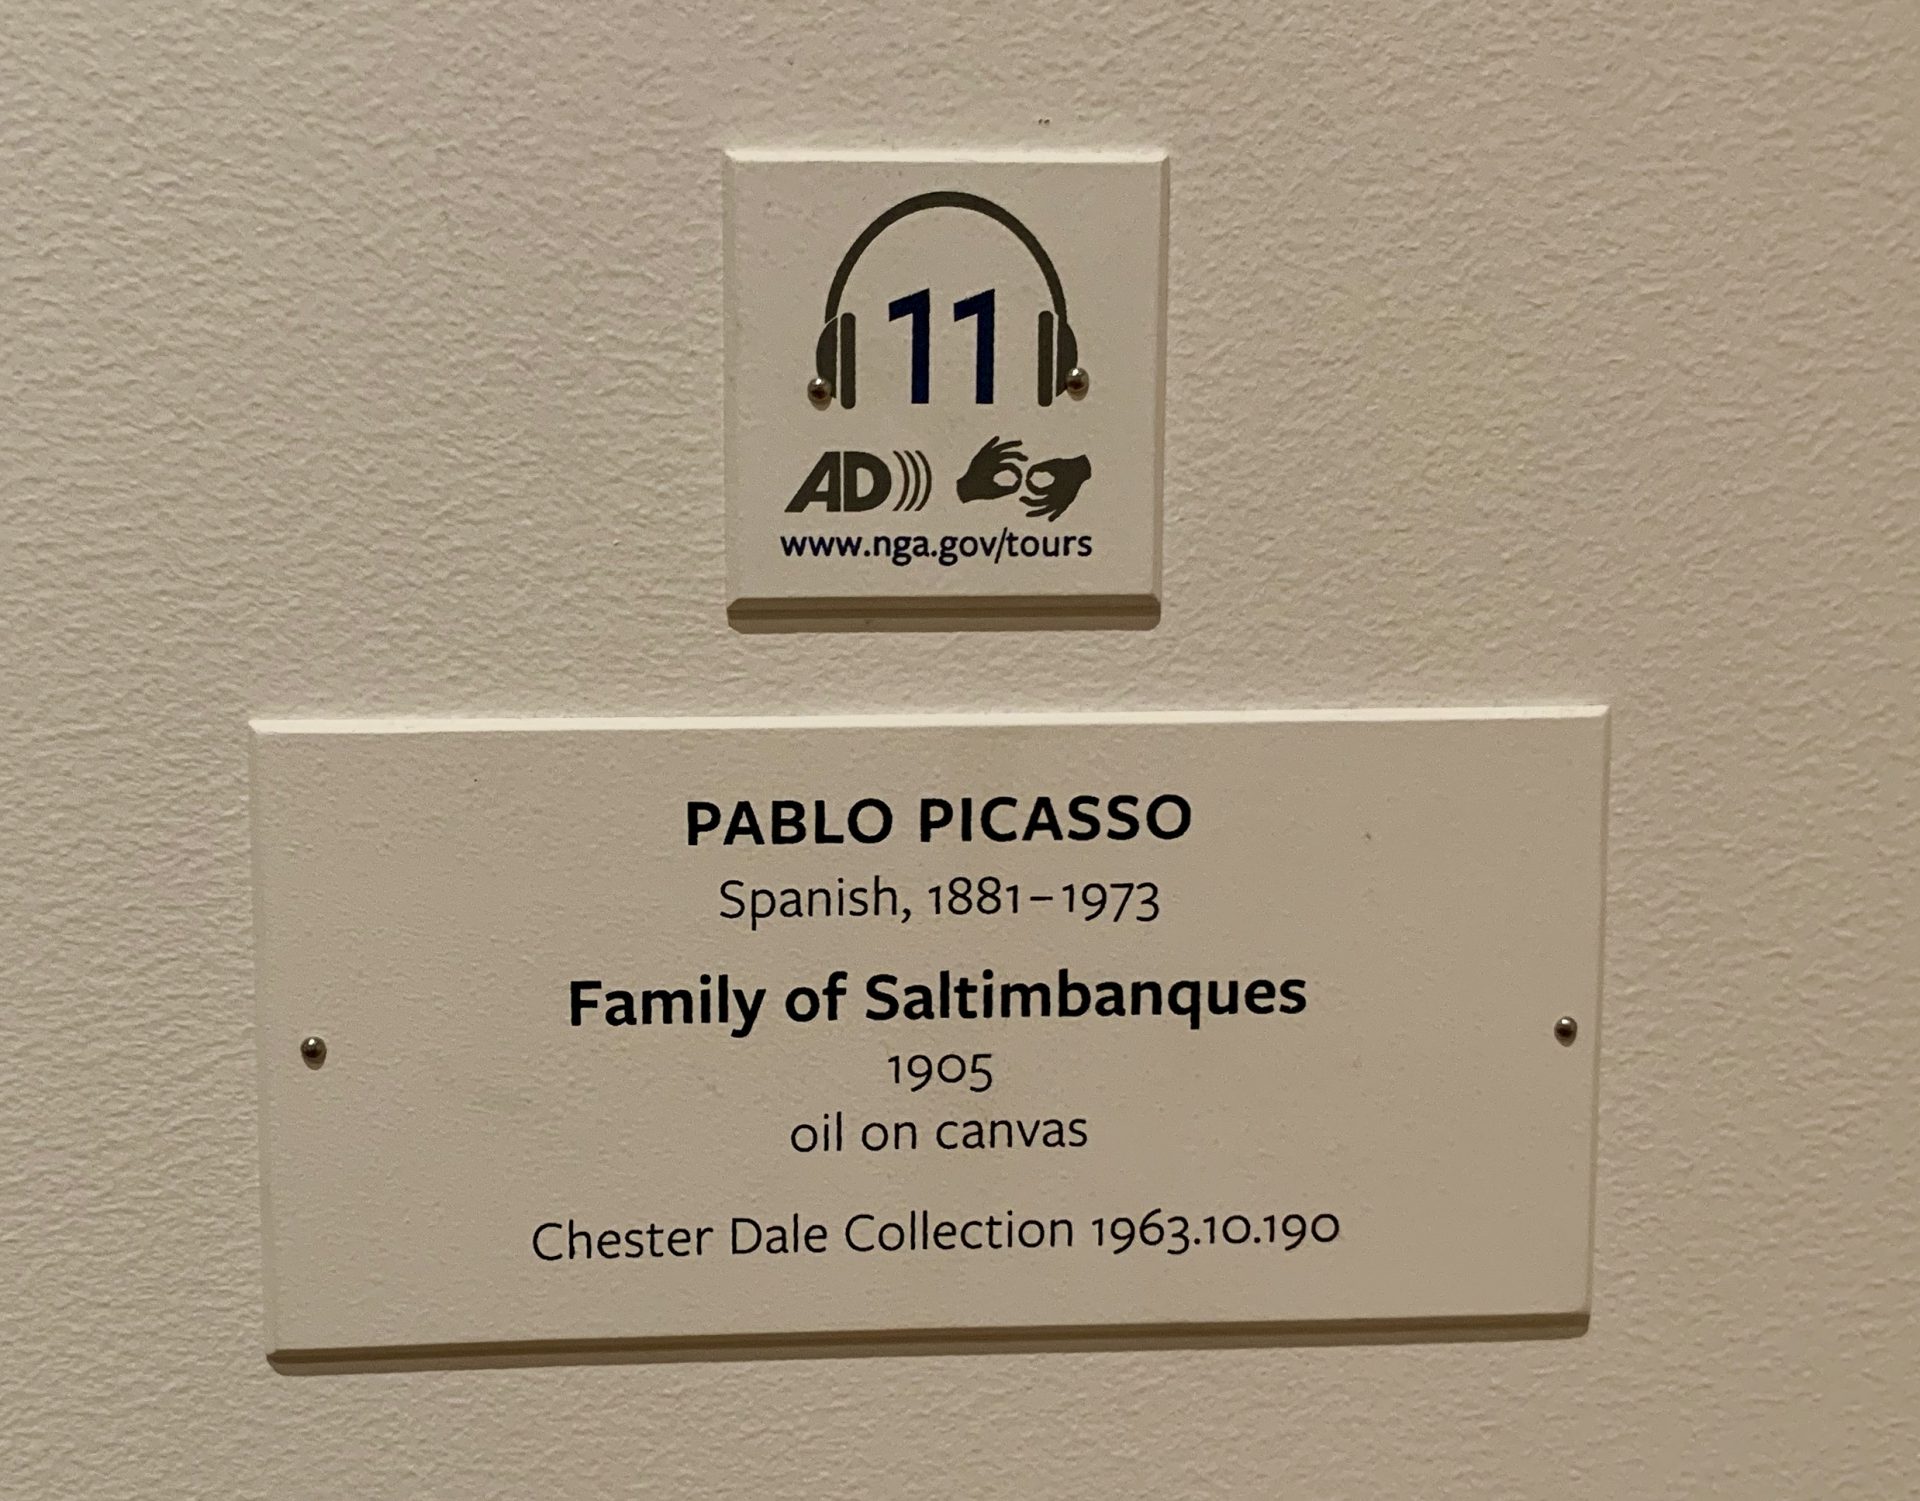 11
AD)))
www.nga.gov/tours
PABLO PICASSO
Spanish, 1881–1973
Family of Saltimbanques
1905
oil on canvas
Chester Dale Collection 1963.10.190